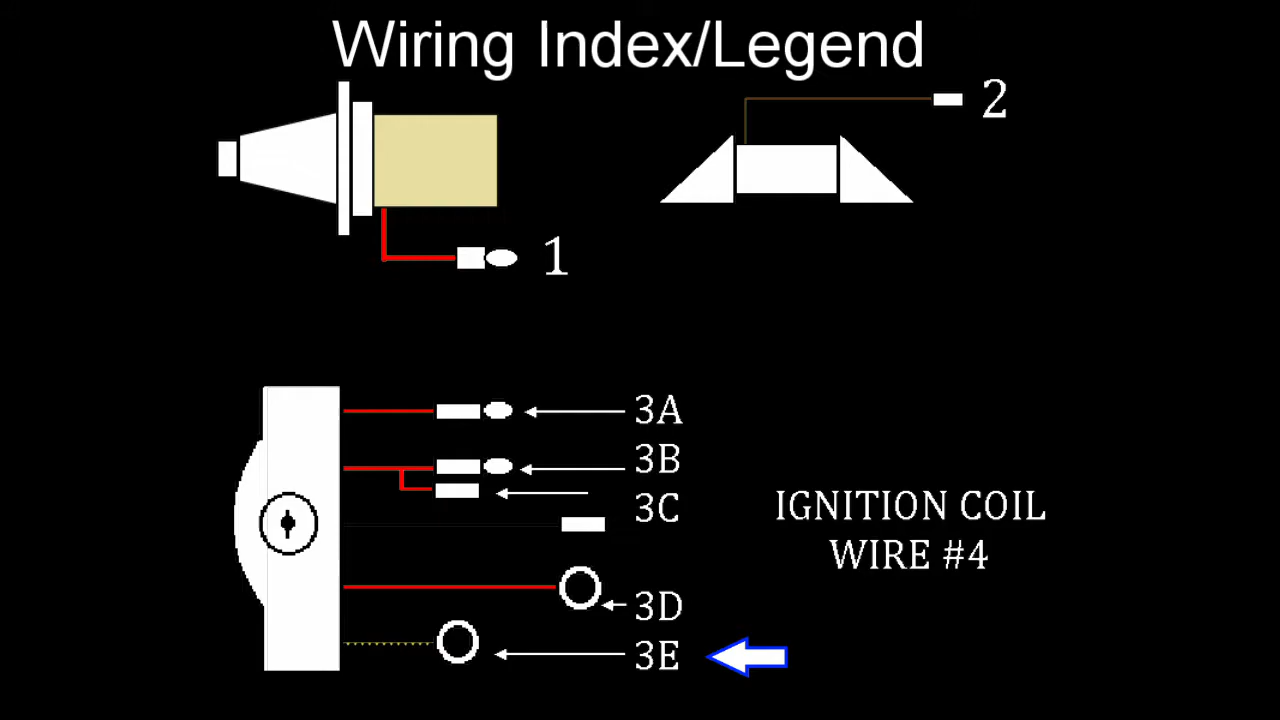 Wiring Index/Legend
2
1
3A
3B
3C
IGNITION COIL
WIRE #4
3D
3E